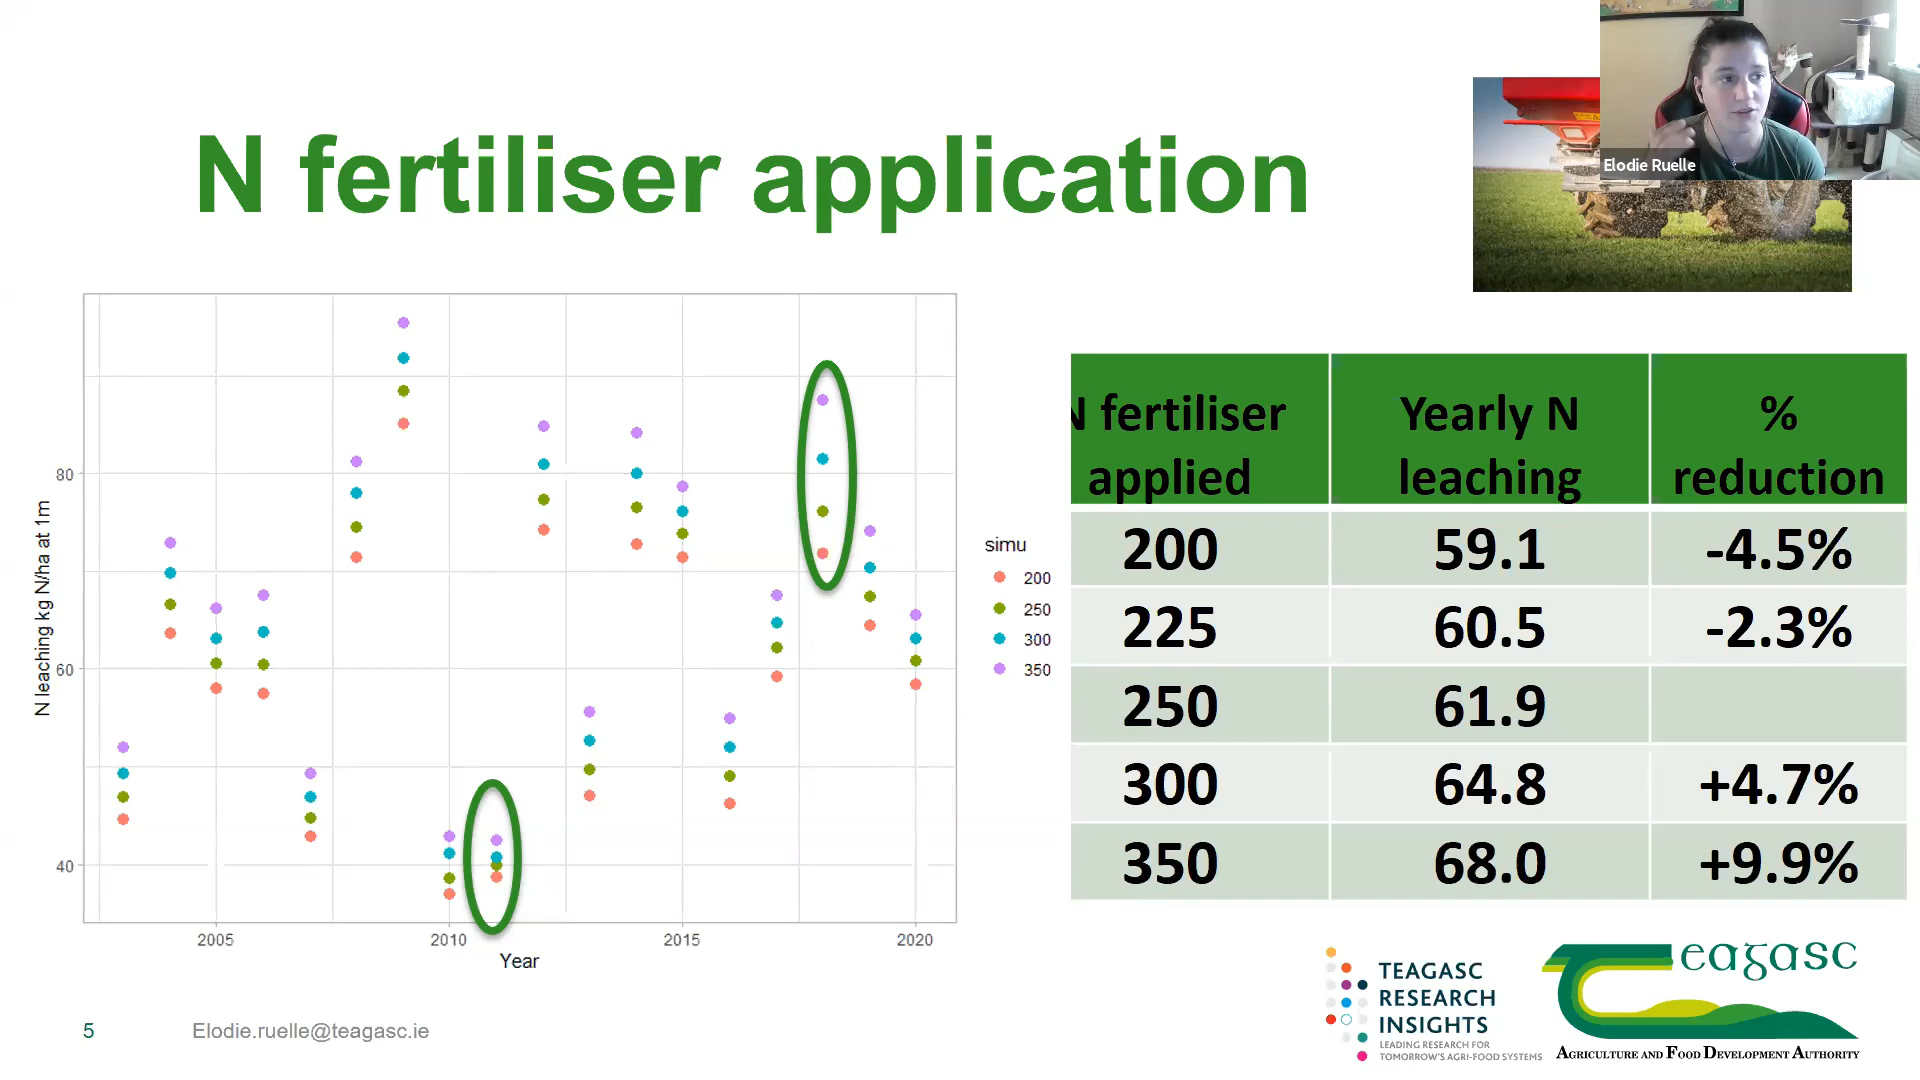 N fertiliser application
Elodie Ruelle
N leaching kg N/ha at 1m
80
60
40
2005
2010
2015
2020
Year
simu
200
250
300
350
N fertiliser applied
Yearly N leaching
% reduction
200 59.1 -4.5%
225 60.5 -2.3%
250 61.9
300 64.8 +4.7%
350 68.0 +9.9%
5
Elodie.ruelle@teagasc.ie
TEAGASC
RESEARCH
INSIGHTS
LEADING RESEARCH FOR
TOMORROW'S AGRI-FOOD SYSTEMS
Teagasc
AGRICULTURE AND FOOD DEVELOPMENT AUTHORITY